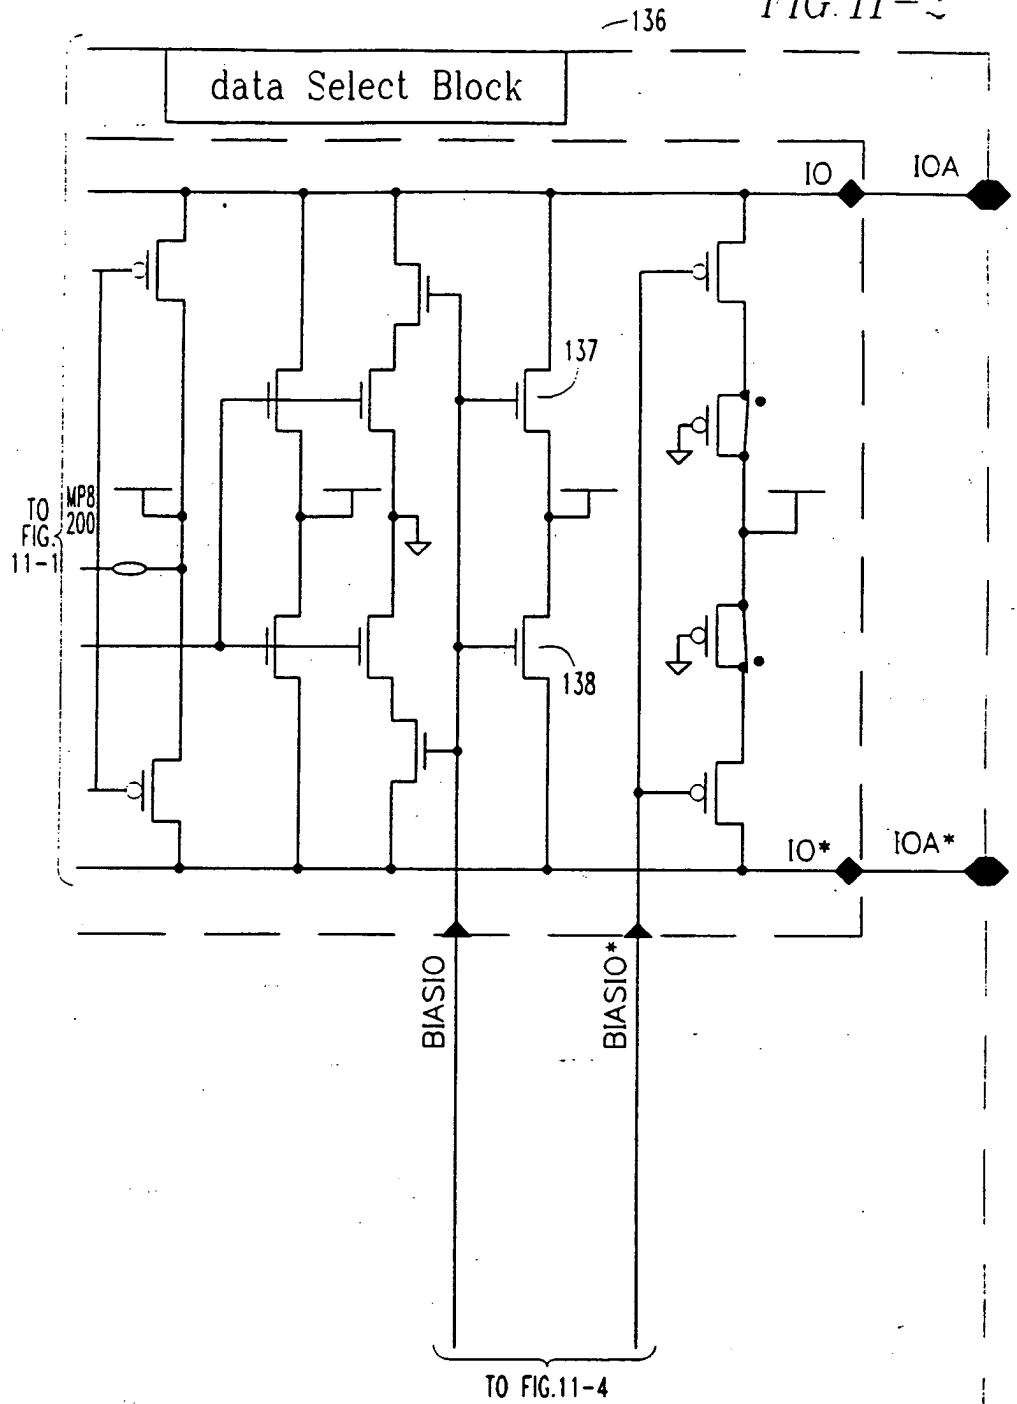 136
FIG. 11-2
data Select Block
IO
IOA
137
MP8
200
TO
FIG.
11-1
138
IO*
IOA*
BIASIO
BIASIO*
TO FIG.11-4